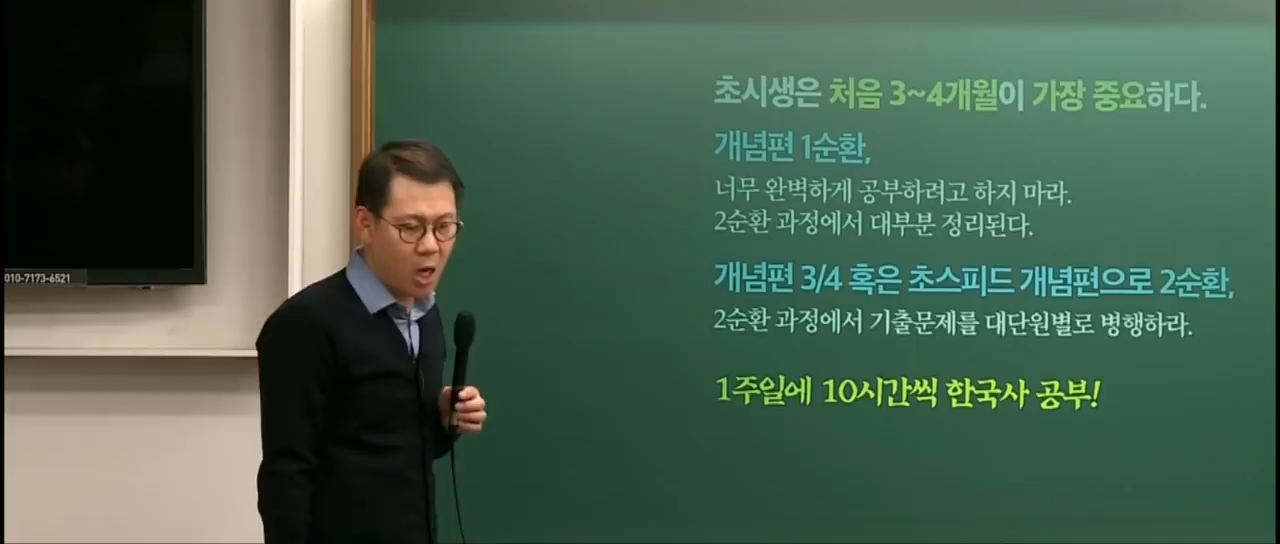 초시생은 처음 3~4개월이 가장 중요하다.
개념편 1순환,
너무 완벽하게 공부하려고 하지 마라.
2순환 과정에서 대부분 정리된다.
개념편 3/4 혹은 초스피드 개념편으로 2순환,
2순환 과정에서 기출문제를 대단원별로 병행하라.
1주일에 10시간씩 한국사 공부!
010-7173-6521